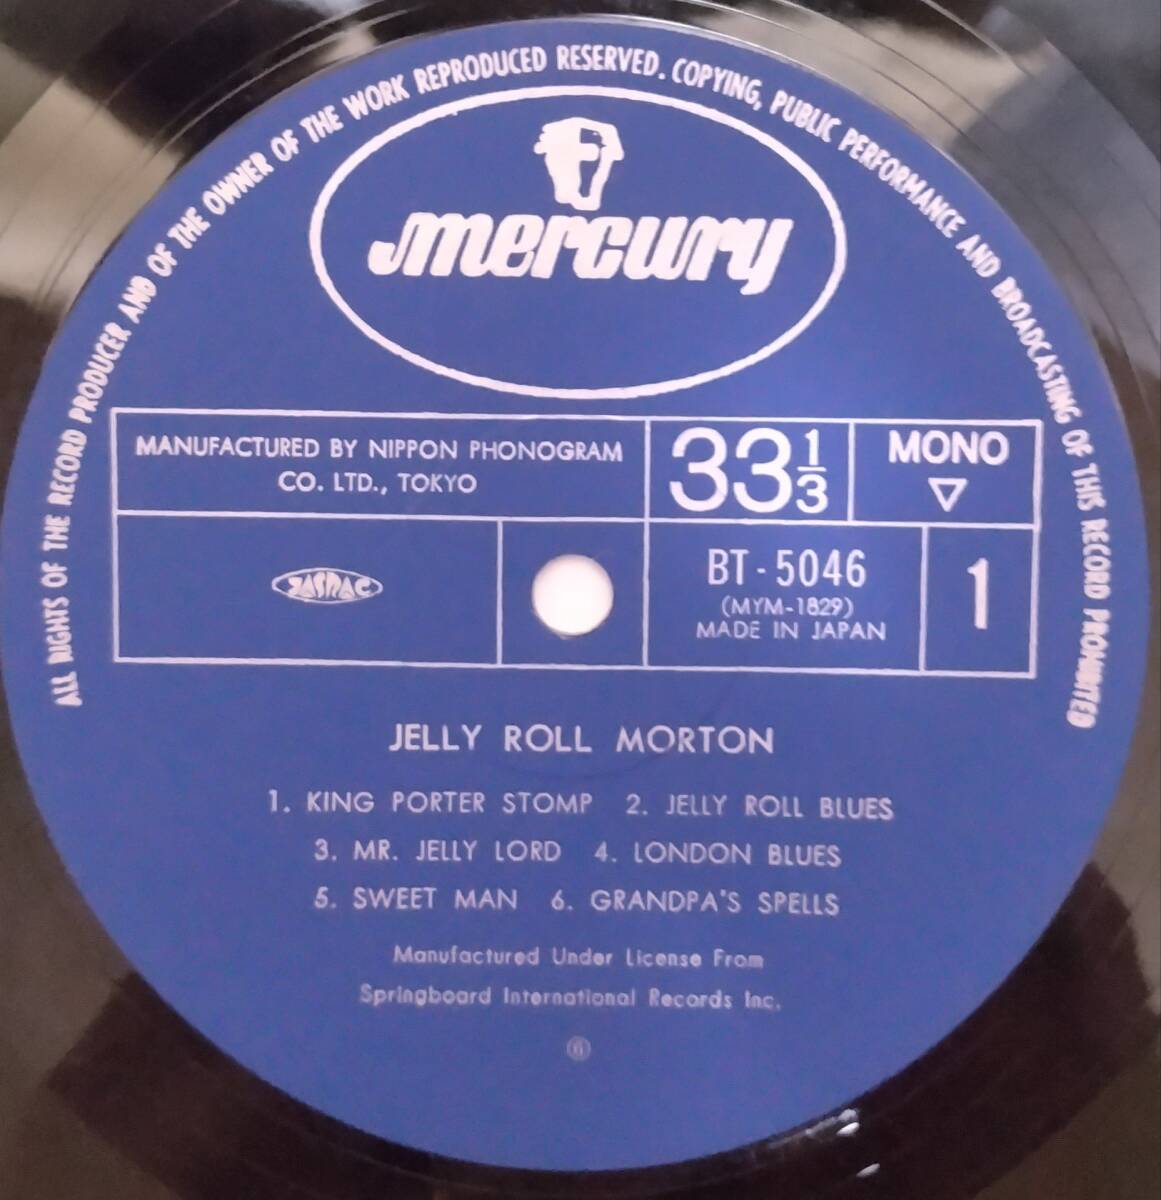 ALL RIGHTS OF THE RECORD PRODUCER AND OF THE OWNER OF THE WORK REPRODUCED RESERVED. COPYING, PUBLIC PERFORMANCE AND BROADCASTING OF THIS RECORD PROHIBITED
mercury
MANUFACTURED BY NIPPON PHONOGRAM
CO. LTD., TOKYO
33 1/3
MONO
▽
JASRAC
BT-5046
(MYM-1829)
MADE IN JAPAN
1
JELLY ROLL MORTON
1. KING PORTER STOMP 2. JELLY ROLL BLUES
3. MR. JELLY LORD 4. LONDON BLUES
5. SWEET MAN 6. GRANDPA'S SPELLS
Manufactured Under License From
Springboard International Records Inc.